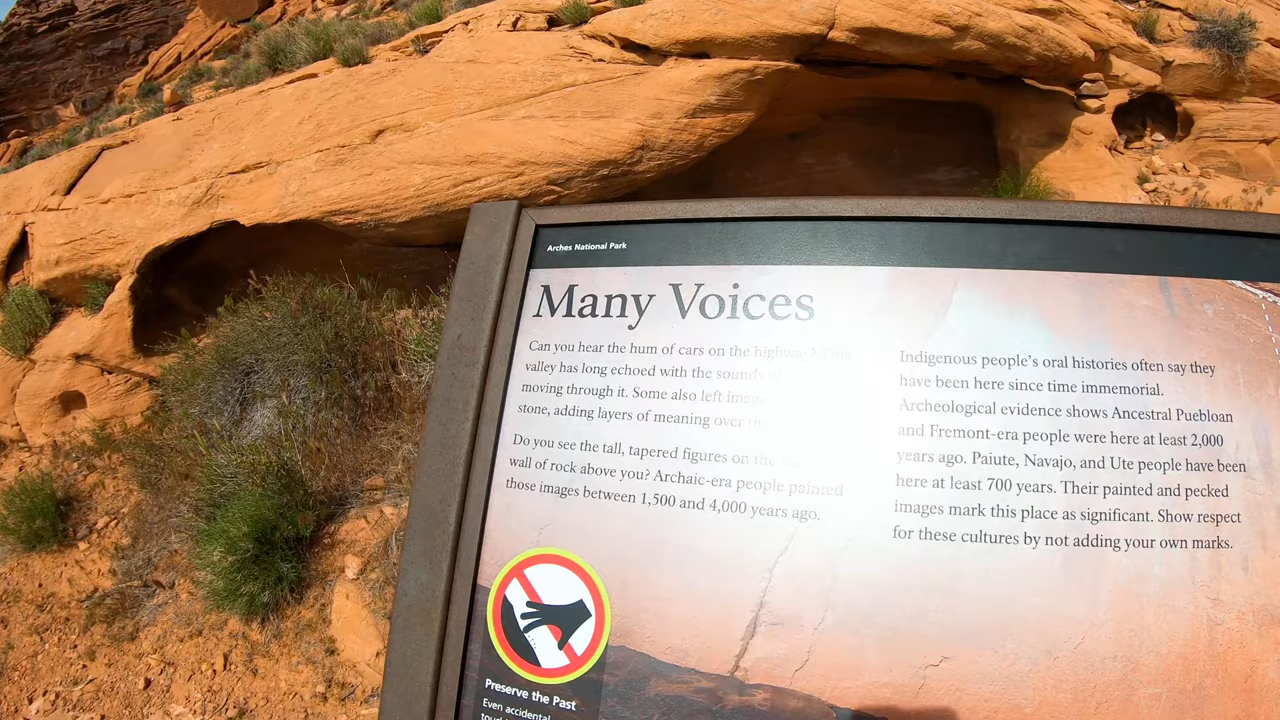 Arches National Park
Many Voices
Can you hear the hum of cars on the highway?
valley has long echoed with the sounds
moving through it. Some also left
stone, adding layers of meaning over
Do you see the tall, tapered figures on the
wall of rock above you? Archaic-era people painted
those images between 1,500 and 4,000 years ago.
Indigenous people's oral histories often say they
have been here since time immemorial.
Archeological evidence shows Ancestral Puebloan
and Fremont-era people were here at least 2,000
years ago. Paiute, Navajo, and Ute people have been
here at least 700 years. Their painted and pecked
images mark this place as significant. Show respect
for these cultures by not adding your own marks.
Preserve the Past
Even accidental